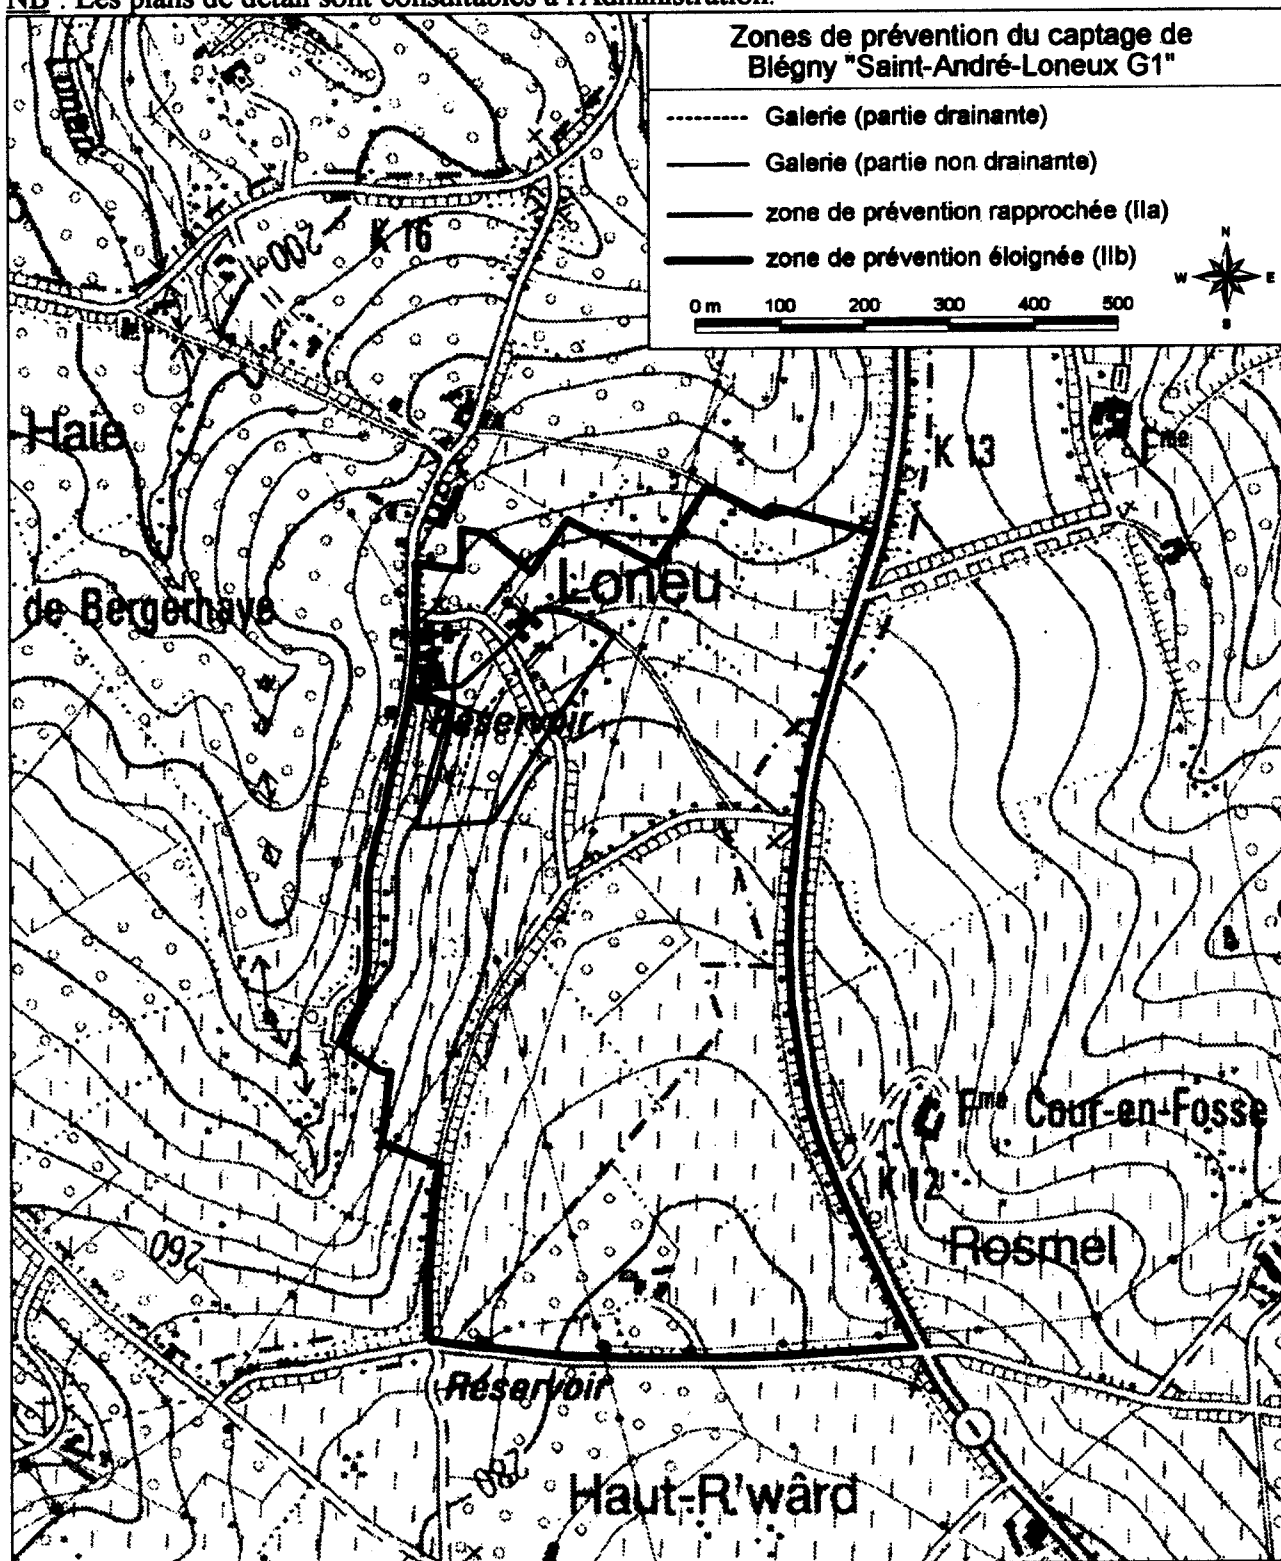 NB : Les plans de détail sont consultables à l'Administration.
Zones de prévention du captage de
Blégny "Saint-André-Loneux G1"
Galerie (partie drainante)
Galerie (partie non drainante)
zone de prévention rapprochée (IIa)
zone de prévention éloignée (IIb)
N
W E
S
0 m 100 200 300 400 500
K 16
200
Haie
K 13
Fme
Loneu
de Bergerhaye
Réservoir
Fme Cour-en-Fosse
K 12
Rosmel
260
Réservoir
280
Haut-R'wârd